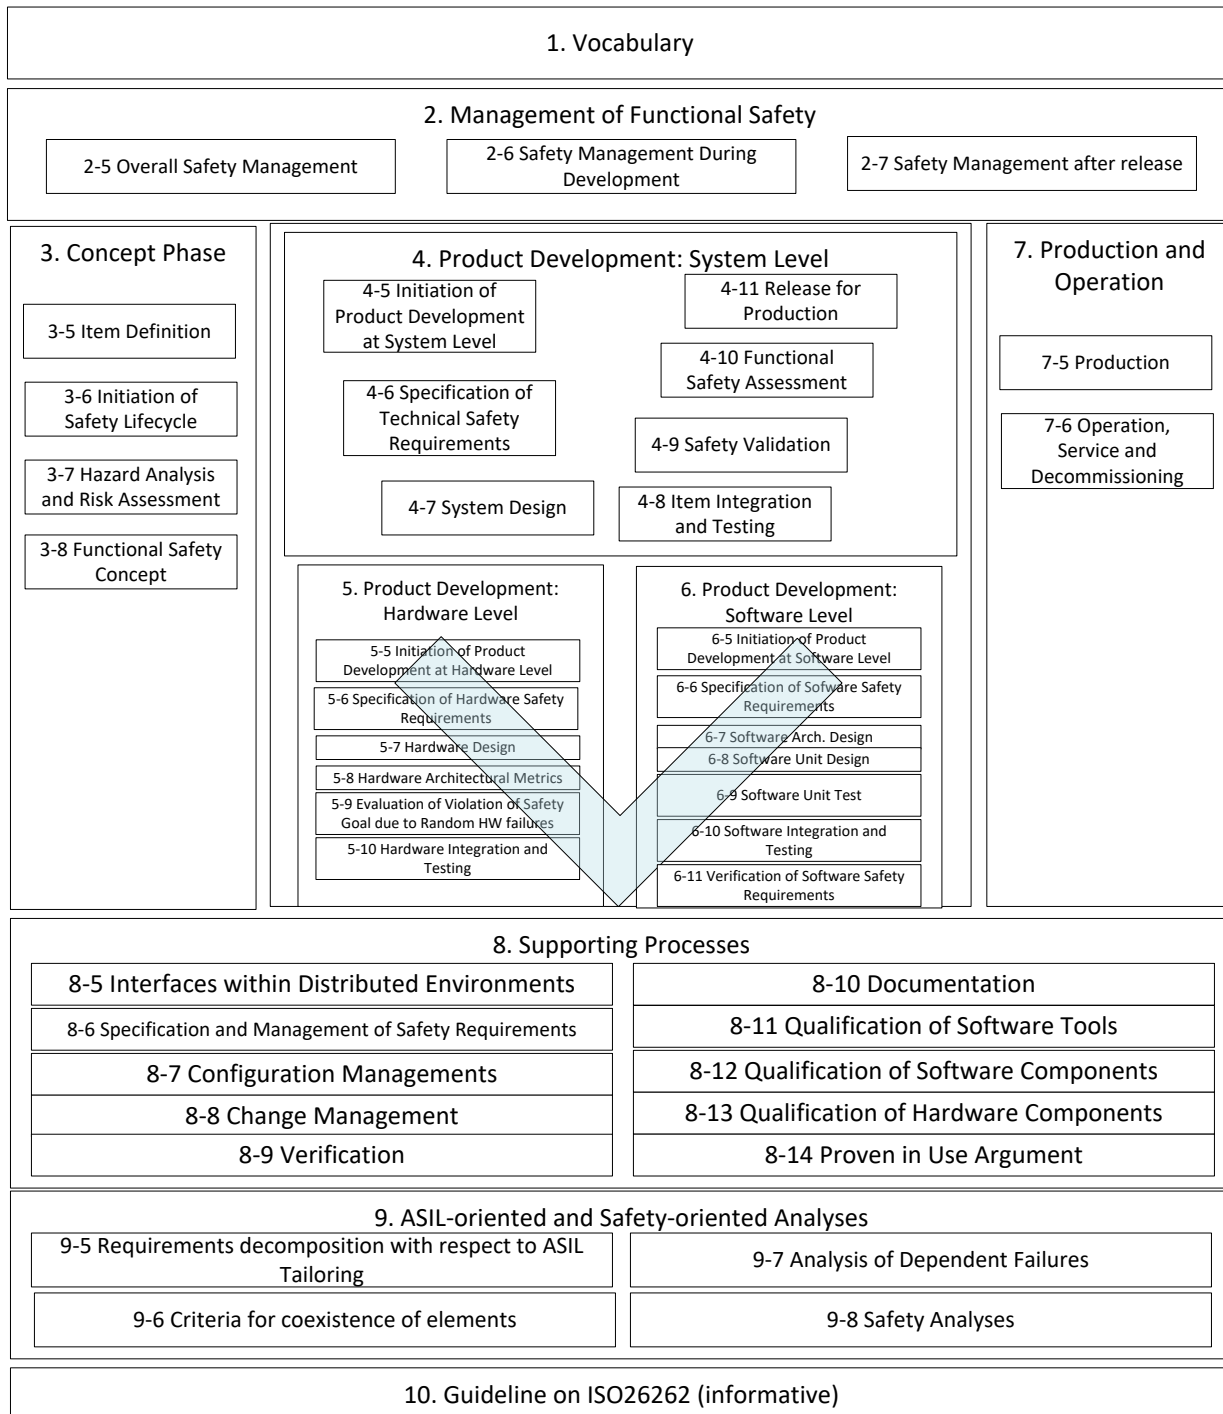 1. Vocabulary
2. Management of Functional Safety
2-5 Overall Safety Management
2-6 Safety Management During
Development
2-7 Safety Management after release
3. Concept Phase
3-5 Item Definition
3-6 Initiation of
Safety Lifecycle
3-7 Hazard Analysis
and Risk Assessment
3-8 Functional Safety
Concept
4. Product Development: System Level
4-5 Initiation of
Product Development
at System Level
4-6 Specification of
Technical Safety
Requirements
4-7 System Design
4-11 Release for
Production
4-10 Functional
Safety Assessment
4-9 Safety Validation
4-8 Item Integration
and Testing
5. Product Development:
Hardware Level
5-5 Initiation of Product
Development at Hardware Level
5-6 Specification of Hardware Safety
Requirements
5-7 Hardware Design
5-8 Hardware Architectural Metrics
5-9 Evaluation of Violation of Safety
Goal due to Random HW failures
5-10 Hardware Integration and
Testing
6. Product Development:
Software Level
6-5 Initiation of Product
Development at Software Level
6-6 Specification of Sofware Safety
Requirements
6-7 Software Arch. Design
6-8 Software Unit Design
6-9 Software Unit Test
6-10 Software Integration and
Testing
6-11 Verification of Software Safety
Requirements
7. Production and
Operation
7-5 Production
7-6 Operation,
Service and
Decommissioning
8. Supporting Processes
8-5 Interfaces within Distributed Environments
8-6 Specification and Management of Safety Requirements
8-7 Configuration Managements
8-8 Change Management
8-9 Verification
8-10 Documentation
8-11 Qualification of Software Tools
8-12 Qualification of Software Components
8-13 Qualification of Hardware Components
8-14 Proven in Use Argument
9. ASIL-oriented and Safety-oriented Analyses
9-5 Requirements decomposition with respect to ASIL
Tailoring
9-6 Criteria for coexistence of elements
9-7 Analysis of Dependent Failures
9-8 Safety Analyses
10. Guideline on ISO26262 (informative)